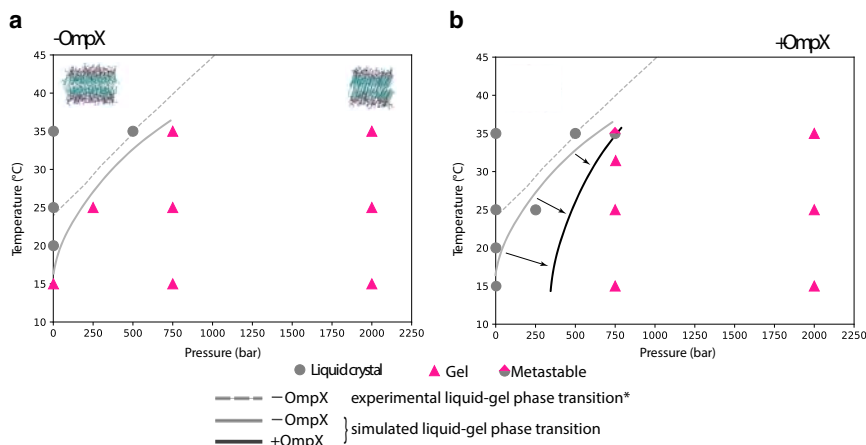 a
-OmpX
45
40
35
30
25
20
15
10
Temperature (°C)
0 250 500 750 1000 1250 1500 1750 2000 2250
Pressure (bar)
b
+OmpX
45
40
35
30
25
20
15
10
Temperature (°C)
0 250 500 750 1000 1250 1500 1750 2000 2250
Pressure (bar)
Liquid crystal Gel Metastable
−OmpX experimental liquid-gel phase transition*
−OmpX
+OmpX
simulated liquid-gel phase transition